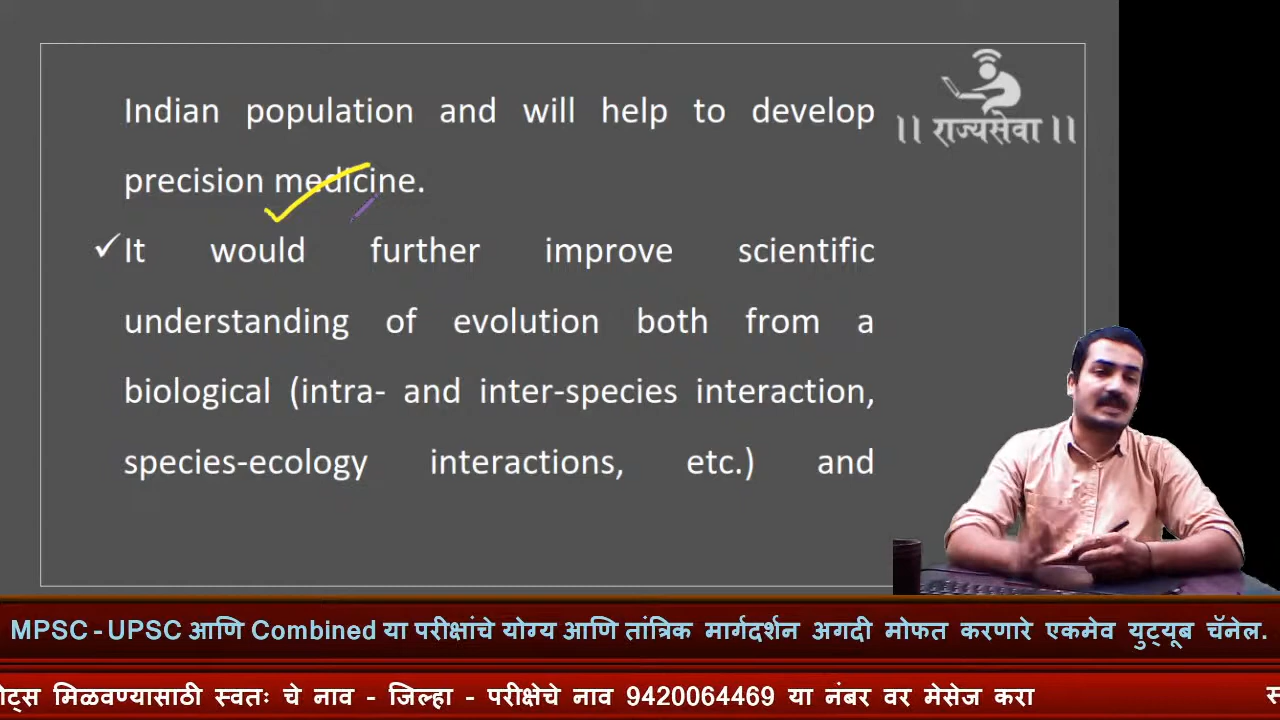 Indian population and will help to develop
precision medicine.
It would further improve scientific
understanding of evolution both from a
biological (intra- and inter-species interaction,
species-ecology interactions, etc.) and
।। राज्यसेवा ।।
MPSC - UPSC आणि Combined या परीक्षांचे योग्य आणि तांत्रिक मार्गदर्शन अगदी मोफत करणारे एकमेव युट्यूब चॅनेल.
मिळवण्यासाठी स्वतः चे नाव - जिल्हा - परीक्षेचे नाव 9420064469 या नंबर वर मेसेज करा